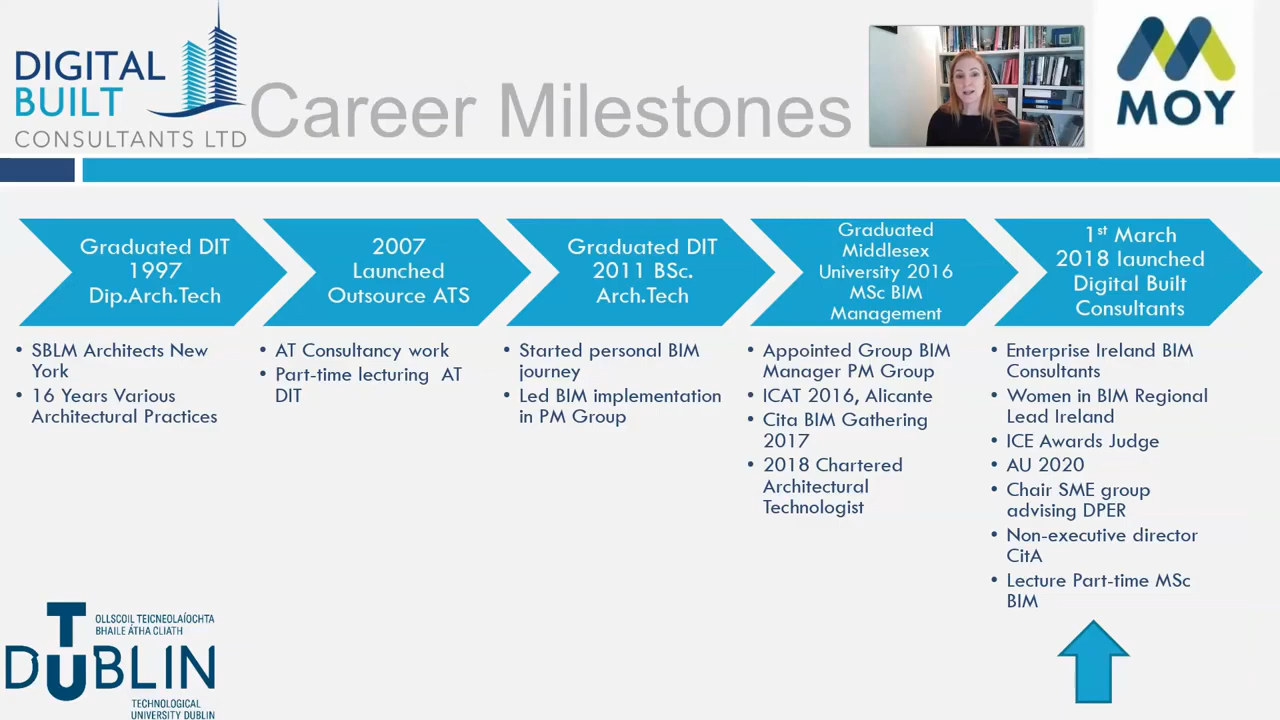 DIGITAL
BUILT
CONSULTANTS LTD
Career Milestones
MOY
Graduated DIT
1997
Dip.Arch.Tech
2007
Launched
Outsource ATS
Graduated DIT
2011 BSc.
Arch.Tech
Graduated
Middlesex
University 2016
MSc BIM
Management
1st March
2018 launched
Digital Built
Consultants
• SBLM Architects New
York
• 16 Years Various
Architectural Practices
• AT Consultancy work
• Part-time lecturing AT
DIT
• Started personal BIM
journey
• Led BIM implementation
in PM Group
• Appointed Group BIM
Manager PM Group
• ICAT 2016, Alicante
• Cita BIM Gathering
2017
• 2018 Chartered
Architectural
Technologist
• Enterprise Ireland BIM
Consultants
• Women in BIM Regional
Lead Ireland
• ICE Awards Judge
• AU 2020
• Chair SME group
advising DPER
• Non-executive director
CitA
• Lecture Part-time MSc
BIM
OLLSCOIL TEICNEOLAÍOCHTA
BHAILE ÁTHA CLIATH
TU DUBLIN
TECHNOLOGICAL
UNIVERSITY DUBLIN